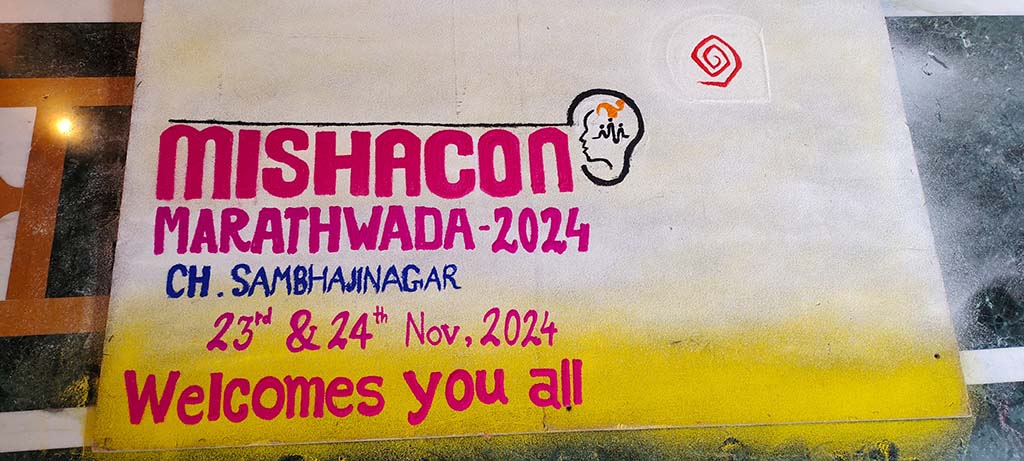 MISHACON
MARATHWADA-2024
CH. SAMBHAJINAGAR
23rd & 24th Nov, 2024
Welcomes you all